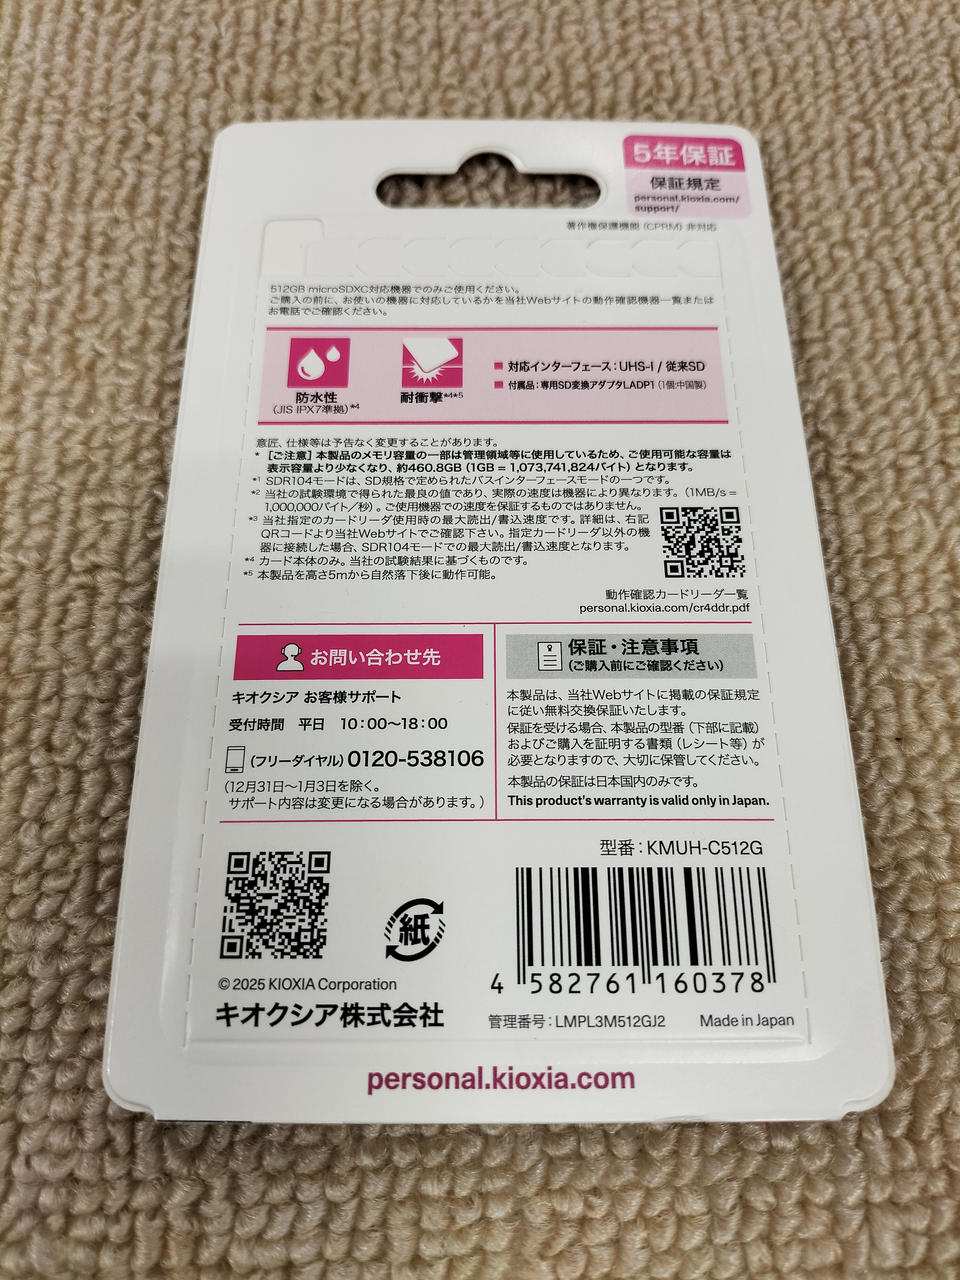 5年保証
保証規定
personal.kioxia.com/
support/
著作権保護機能 (CPRM) 非対応
512GB microSDXC対応機器でのみご使用ください。
ご購入の前に、お使いの機器に対応しているかを当社Webサイトの動作確認機器一覧または
お電話でご確認ください。
防水性
(JIS IPX7準拠)*4
耐衝撃*4*5
■ 対応インターフェース：UHS-I / 従来SD
■ 付属品：専用SD変換アダプタLADP1（1個:中国製）
意匠、仕様等は予告なく変更することがあります。
* 【ご注意】本製品のメモリ容量の一部は管理領域等に使用しているため、ご使用可能な容量は
表示容量より少なくなり、約460.8GB (1GB = 1,073,741,824バイト) となります。
*1 SDR104モードは、SD規格で定められたバスインターフェースモードの一つです。
*2 当社の試験環境で得られた最良の値であり、実際の速度は機器により異なります。（1MB/s =
1,000,000バイト／秒）。ご使用機器での速度を保証するものではありません。
*3 当社指定のカードリーダ使用時の最大読出/書込速度です。詳細は、右記
QRコードより当社Webサイトでご確認下さい。指定カードリーダ以外の機
器に接続した場合、SDR104モードでの最大読出/書込速度となります。
*4 カード本体のみ。当社の試験結果に基づくものです。
*5 本製品を高さ5mから自然落下後に動作可能。
動作確認カードリーダ一覧
personal.kioxia.com/cr4ddr.pdf
お問い合わせ先
キオクシア お客様サポート
受付時間 平日 10：00～18：00
(フリーダイヤル) 0120-538106
（12月31日～1月3日を除く。
サポート内容は変更になる場合があります。）
保証・注意事項
（ご購入前にご確認ください）
本製品は、当社Webサイトに掲載の保証規定
に従い無料交換保証いたします。
保証を受ける場合、本製品の型番（下部に記載）
およびご購入を証明する書類（レシート等）が
必要となりますので、大切に保管してください。
本製品の保証は日本国内のみです。
This product's warranty is valid only in Japan.
型番：KMUH-C512G
紙
4 582761 160378
© 2025 KIOXIA Corporation
キオクシア株式会社
管理番号：LMPL3M512GJ2 Made in Japan
personal.kioxia.com